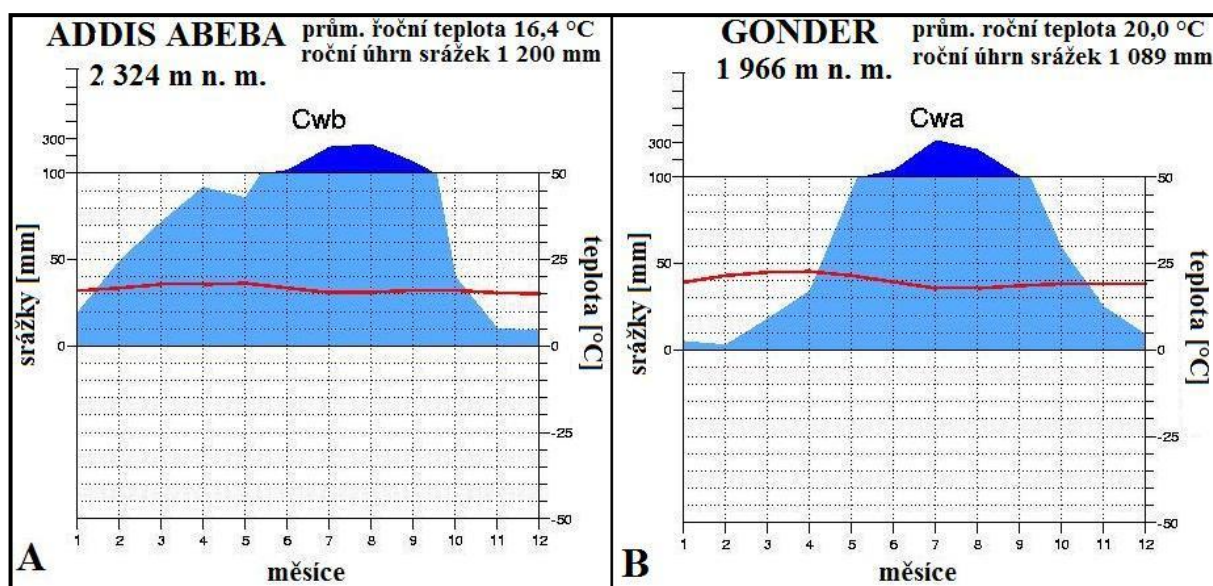 ADDIS ABEBA
prům. řoční teplota 16,4 °C
roční úhrn srážek 1 200 mm
2 324 m n. m.
Cwb
300
100
50
0
50
25
0
-25
-50
srážky [mm]
teplota [°C]
1 2 3 4 5 6 7 8 9 10 11 12
měsíce
A
GONDER
prům. roční teplota 20,0 °C
roční úhrn srážek 1 089 mm
1 966 m n. m.
Cwa
300
100
50
0
50
25
0
-25
-50
srážky [mm]
teplota [°C]
1 2 3 4 5 6 7 8 9 10 11 12
měsíce
B